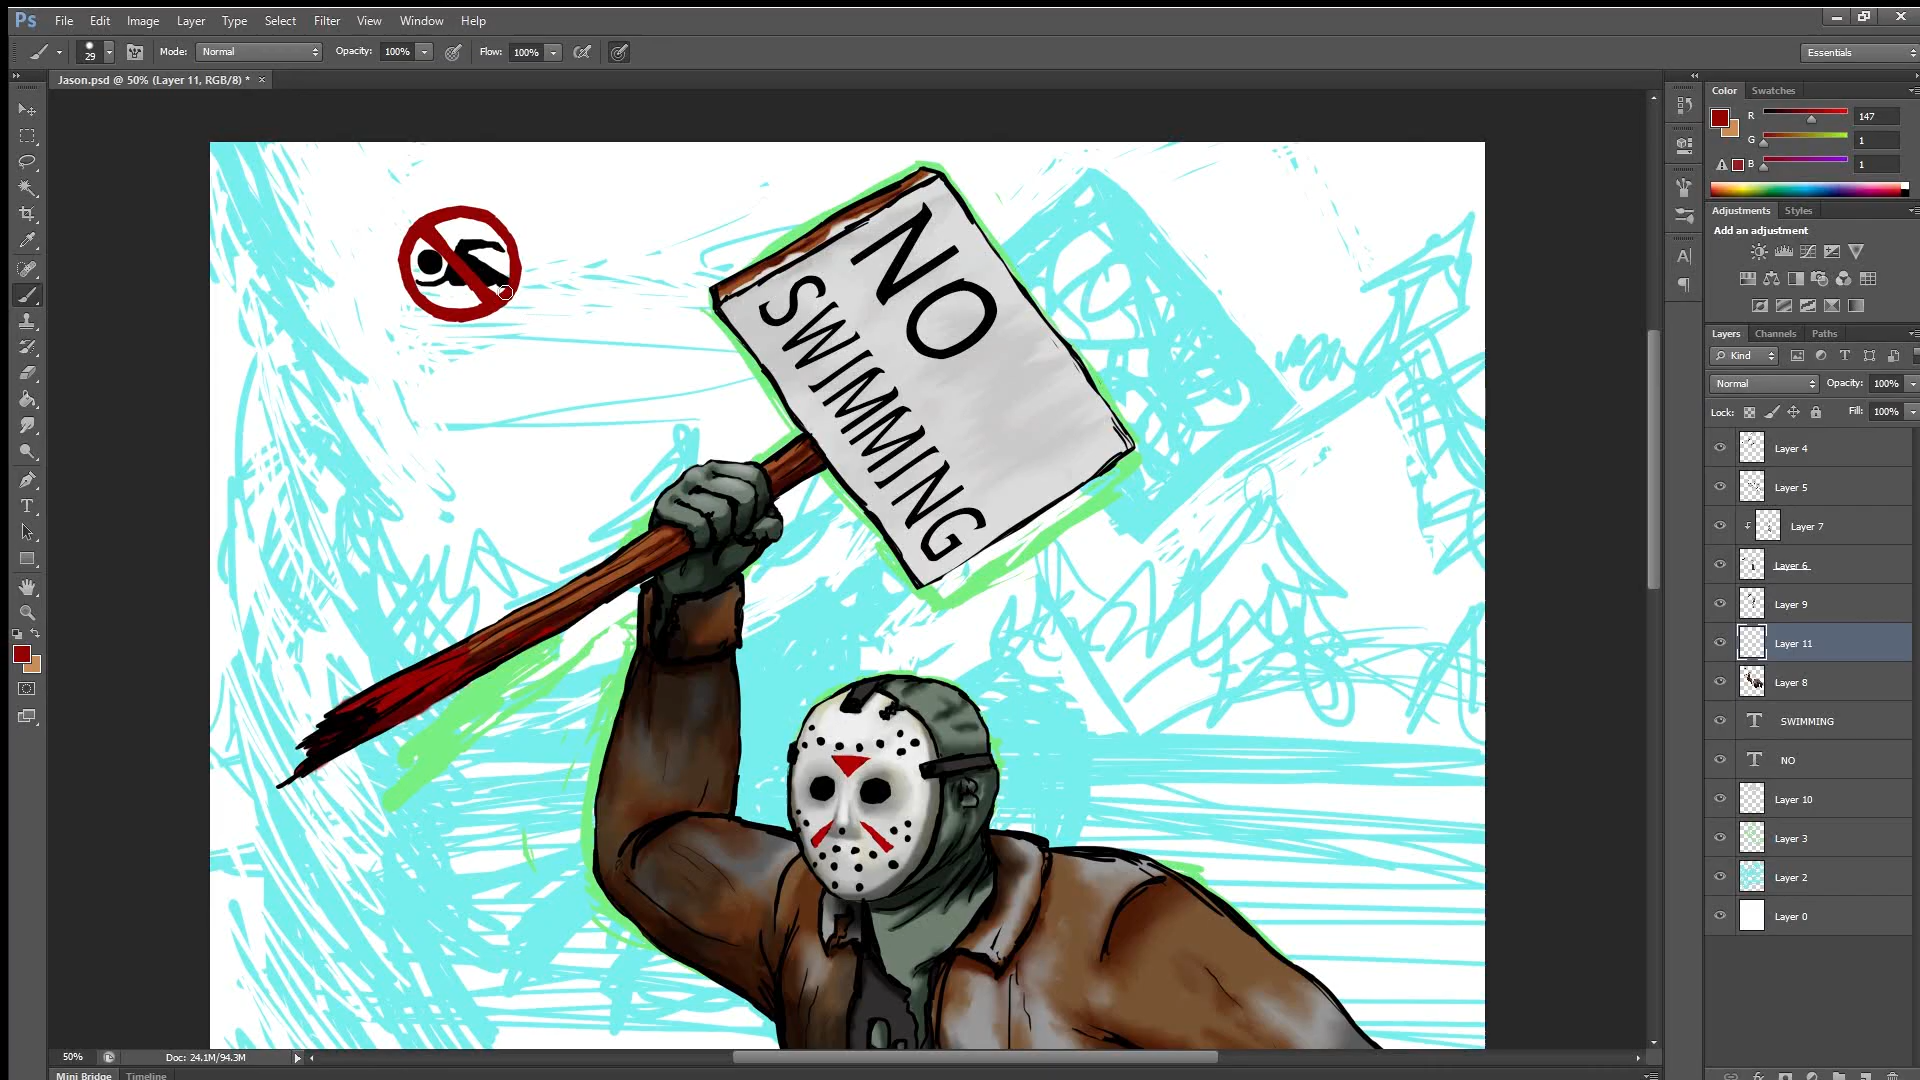 Ps File Edit Image Layer Type Select Filter View Window Help
29 Mode: Normal Opacity: 100% Flow: 100% Essentials
Jason.psd @ 50% (Layer 11, RGB/8) * ×
Color Swatches
R 147
G 1
B 1
Adjustments Styles
Add an adjustment
Layers Channels Paths
Kind
Normal Opacity: 100%
Lock: Fill: 100%
Layer 4
Layer 5
Layer 7
Layer 6
Layer 9
Layer 11
Layer 8
SWIMMING
NO
Layer 10
Layer 3
Layer 2
Layer 0
NO
SWIMMING
50% Doc: 24.1M/94.3M
Mini Bridge Timeline